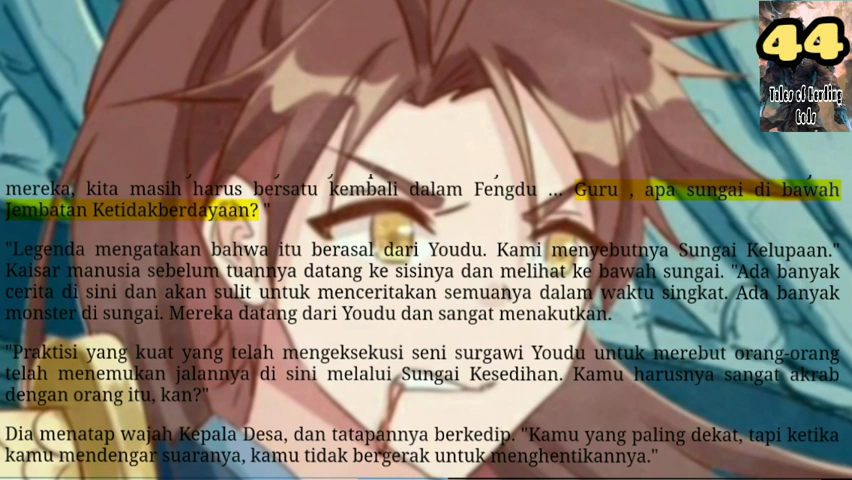 44
Tales of Herding
Gods
mereka, kita masih harus bersatu kembali dalam Fengdu ... Guru , apa sungai di bawah
Jembatan Ketidakberdayaan? "
"Legenda mengatakan bahwa itu berasal dari Youdu. Kami menyebutnya Sungai Kelupaan."
Kaisar manusia sebelum tuannya datang ke sisinya dan melihat ke bawah sungai. "Ada banyak
cerita di sini dan akan sulit untuk menceritakan semuanya dalam waktu singkat. Ada banyak
monster di sungai. Mereka datang dari Youdu dan sangat menakutkan.
"Praktisi yang kuat yang telah mengeksekusi seni surgawi Youdu untuk merebut orang-orang
telah menemukan jalannya di sini melalui Sungai Kesedihan. Kamu harusnya sangat akrab
dengan orang itu, kan?"
Dia menatap wajah Kepala Desa, dan tatapannya berkedip. "Kamu yang paling dekat, tapi ketika
kamu mendengar suaranya, kamu tidak bergerak untuk menghentikannya."